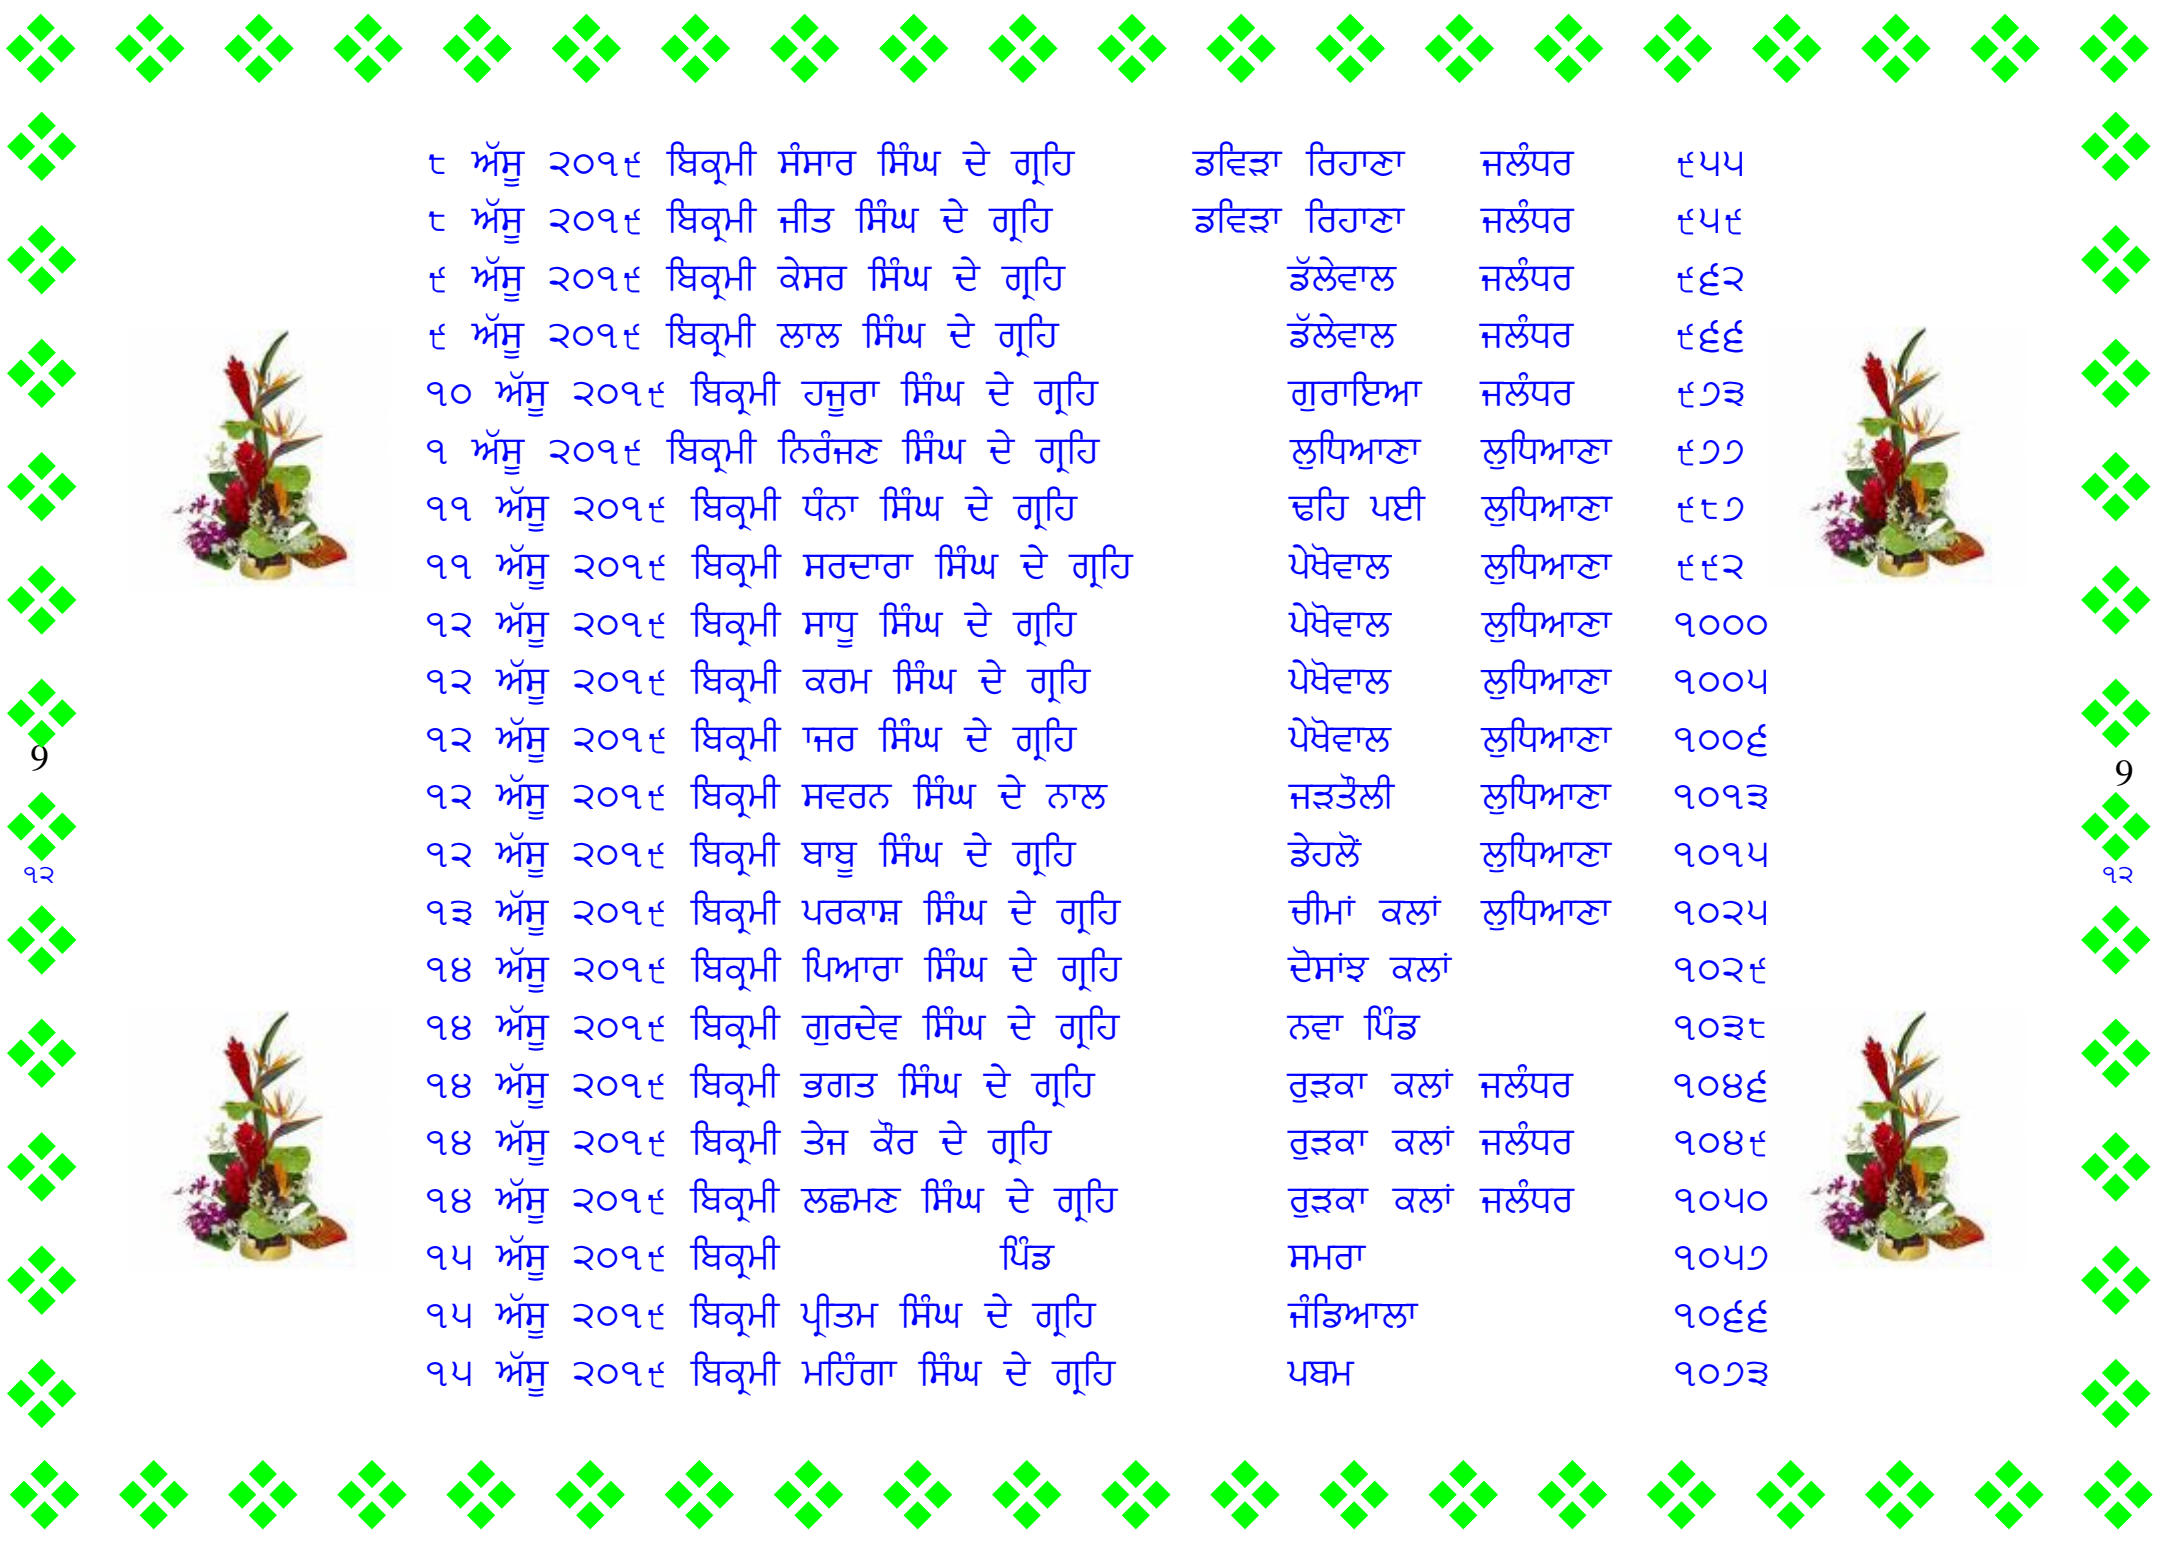 ੮ ਅੱਸੂ ੨੦੧੯ ਬਿਕ੍ਰਮੀ ਸੰਸਾਰ ਸਿੰਘ ਦੇ ਗ੍ਰਹਿ ਡਵਿੜਾ ਰਿਹਾਣਾ ਜਲੰਧਰ ੯੫੫
੮ ਅੱਸੂ ੨੦੧੯ ਬਿਕ੍ਰਮੀ ਜੀਤ ਸਿੰਘ ਦੇ ਗ੍ਰਹਿ ਡਵਿੜਾ ਰਿਹਾਣਾ ਜਲੰਧਰ ੯੫੯
੯ ਅੱਸੂ ੨੦੧੯ ਬਿਕ੍ਰਮੀ ਕੇਸਰ ਸਿੰਘ ਦੇ ਗ੍ਰਹਿ ਡੱਲੇਵਾਲ ਜਲੰਧਰ ੯੬੨
੯ ਅੱਸੂ ੨੦੧੯ ਬਿਕ੍ਰਮੀ ਲਾਲ ਸਿੰਘ ਦੇ ਗ੍ਰਹਿ ਡੱਲੇਵਾਲ ਜਲੰਧਰ ੯੬੬
੧੦ ਅੱਸੂ ੨੦੧੯ ਬਿਕ੍ਰਮੀ ਹਜੂਰਾ ਸਿੰਘ ਦੇ ਗ੍ਰਹਿ ਗੁਰਾਇਆ ਜਲੰਧਰ ੯੭੩
੧ ਅੱਸੂ ੨੦੧੯ ਬਿਕ੍ਰਮੀ ਨਿਰੰਜਣ ਸਿੰਘ ਦੇ ਗ੍ਰਹਿ ਲੁਧਿਆਣਾ ਲੁਧਿਆਣਾ ੯੭੭
੧੧ ਅੱਸੂ ੨੦੧੯ ਬਿਕ੍ਰਮੀ ਧੰਨਾ ਸਿੰਘ ਦੇ ਗ੍ਰਹਿ ਢਹਿ ਪਈ ਲੁਧਿਆਣਾ ੯੮੭
੧੧ ਅੱਸੂ ੨੦੧੯ ਬਿਕ੍ਰਮੀ ਸਰਦਾਰਾ ਸਿੰਘ ਦੇ ਗ੍ਰਹਿ ਪੇਖੋਵਾਲ ਲੁਧਿਆਣਾ ੯੯੨
੧੨ ਅੱਸੂ ੨੦੧੯ ਬਿਕ੍ਰਮੀ ਸਾਧੂ ਸਿੰਘ ਦੇ ਗ੍ਰਹਿ ਪੇਖੋਵਾਲ ਲੁਧਿਆਣਾ ੧੦੦੦
੧੨ ਅੱਸੂ ੨੦੧੯ ਬਿਕ੍ਰਮੀ ਕਰਮ ਸਿੰਘ ਦੇ ਗ੍ਰਹਿ ਪੇਖੋਵਾਲ ਲੁਧਿਆਣਾ ੧੦੦੫
੧੨ ਅੱਸੂ ੨੦੧੯ ਬਿਕ੍ਰਮੀ ਾਜਰ ਸਿੰਘ ਦੇ ਗ੍ਰਹਿ ਪੇਖੋਵਾਲ ਲੁਧਿਆਣਾ ੧੦੦੬
9 9
੧੨ ਅੱਸੂ ੨੦੧੯ ਬਿਕ੍ਰਮੀ ਸਵਰਨ ਸਿੰਘ ਦੇ ਨਾਲ ਜੜਤੌਲੀ ਲੁਧਿਆਣਾ ੧੦੧੩
੧੨ ਅੱਸੂ ੨੦੧੯ ਬਿਕ੍ਰਮੀ ਬਾਬੂ ਸਿੰਘ ਦੇ ਗ੍ਰਹਿ ਡੇਹਲੋਂ ਲੁਧਿਆਣਾ ੧੦੧੫
੧੨ ੧੨
੧੩ ਅੱਸੂ ੨੦੧੯ ਬਿਕ੍ਰਮੀ ਪਰਕਾਸ਼ ਸਿੰਘ ਦੇ ਗ੍ਰਹਿ ਚੀਮਾਂ ਕਲਾਂ ਲੁਧਿਆਣਾ ੧੦੨੫
੧੪ ਅੱਸੂ ੨੦੧੯ ਬਿਕ੍ਰਮੀ ਪਿਆਰਾ ਸਿੰਘ ਦੇ ਗ੍ਰਹਿ ਦੋਸਾਂਝ ਕਲਾਂ ੧੦੨੯
੧੪ ਅੱਸੂ ੨੦੧੯ ਬਿਕ੍ਰਮੀ ਗੁਰਦੇਵ ਸਿੰਘ ਦੇ ਗ੍ਰਹਿ ਨਵਾ ਪਿੰਡ ੧੦੩੮
੧੪ ਅੱਸੂ ੨੦੧੯ ਬਿਕ੍ਰਮੀ ਭਗਤ ਸਿੰਘ ਦੇ ਗ੍ਰਹਿ ਰੁੜਕਾ ਕਲਾਂ ਜਲੰਧਰ ੧੦੪੬
੧੪ ਅੱਸੂ ੨੦੧੯ ਬਿਕ੍ਰਮੀ ਤੇਜ ਕੌਰ ਦੇ ਗ੍ਰਹਿ ਰੁੜਕਾ ਕਲਾਂ ਜਲੰਧਰ ੧੦੪੯
੧੪ ਅੱਸੂ ੨੦੧੯ ਬਿਕ੍ਰਮੀ ਲਛਮਣ ਸਿੰਘ ਦੇ ਗ੍ਰਹਿ ਰੁੜਕਾ ਕਲਾਂ ਜਲੰਧਰ ੧੦੫੦
੧੫ ਅੱਸੂ ੨੦੧੯ ਬਿਕ੍ਰਮੀ ਪਿੰਡ ਸਮਰਾ ੧੦੫੭
੧੫ ਅੱਸੂ ੨੦੧੯ ਬਿਕ੍ਰਮੀ ਪ੍ਰੀਤਮ ਸਿੰਘ ਦੇ ਗ੍ਰਹਿ ਜੰਡਿਆਲਾ ੧੦੬੬
੧੫ ਅੱਸੂ ੨੦੧੯ ਬਿਕ੍ਰਮੀ ਮਹਿੰਗਾ ਸਿੰਘ ਦੇ ਗ੍ਰਹਿ ਪਬਮ ੧੦੭੩